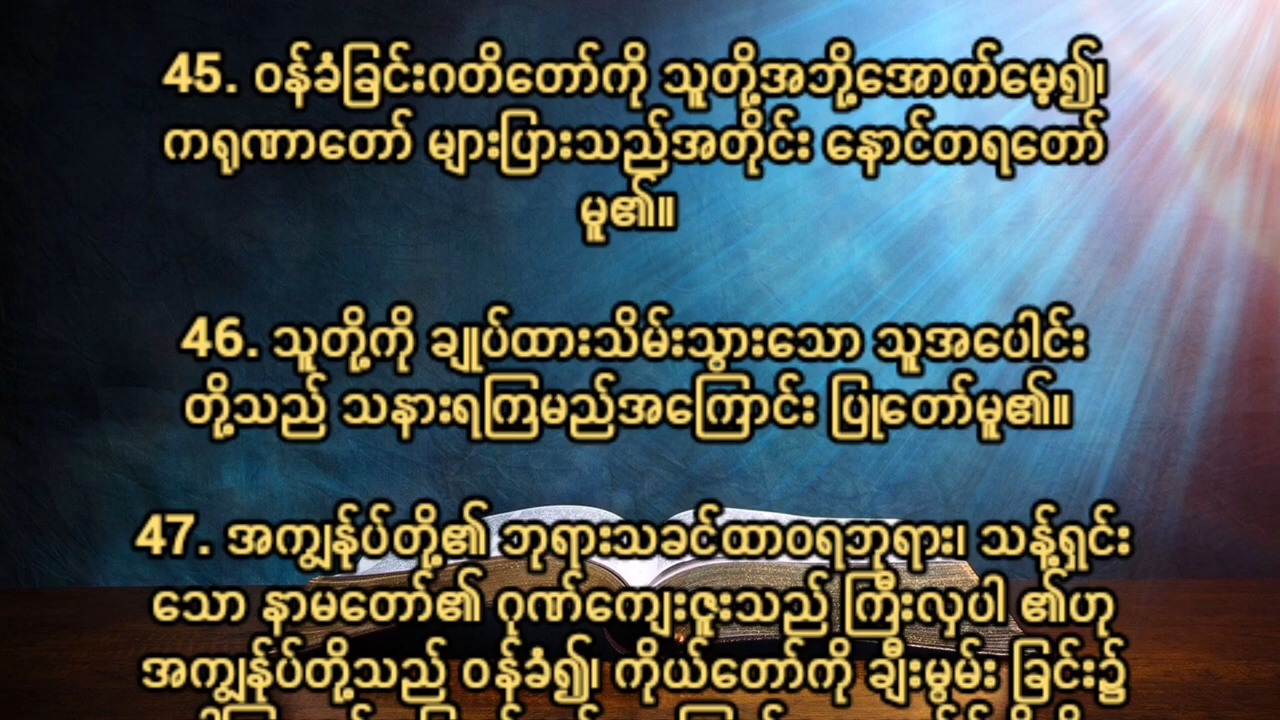 45. ဝန်ခံခြင်းဂတိတော်ကို သူတို့အဘို့အောက်မေ့၍၊
ကရုဏာတော် များပြားသည်အတိုင်း နောင်တရတော်
မူ၏။
46. သူတို့ကို ချုပ်ထားသိမ်းသွားသော သူအပေါင်း
တို့သည် သနားရကြမည်အကြောင်း ပြုတော်မူ၏။
47. အကျွန်ုပ်တို့၏ ဘုရားသခင်ထာဝရဘုရား၊ သန့်ရှင်း
သော နာမတော်၏ ဂုဏ်ကျေးဇူးသည် ကြီးလှပါ ၏ဟု
အကျွန်ုပ်တို့သည် ဝန်ခံ၍၊ ကိုယ်တော်ကို ချီးမွမ်း ခြင်း၌